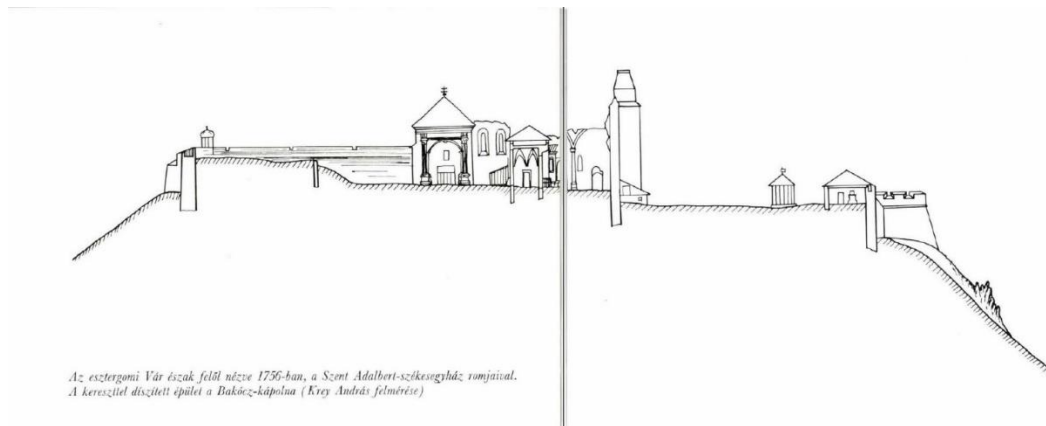 Az esztergomi Vár észak felől nézve 1756-ban, a Szent Adalbert-székesegyház romjaival.
A kereszttel díszített épület a Bakócz-kápolna (Krey András felmérése)